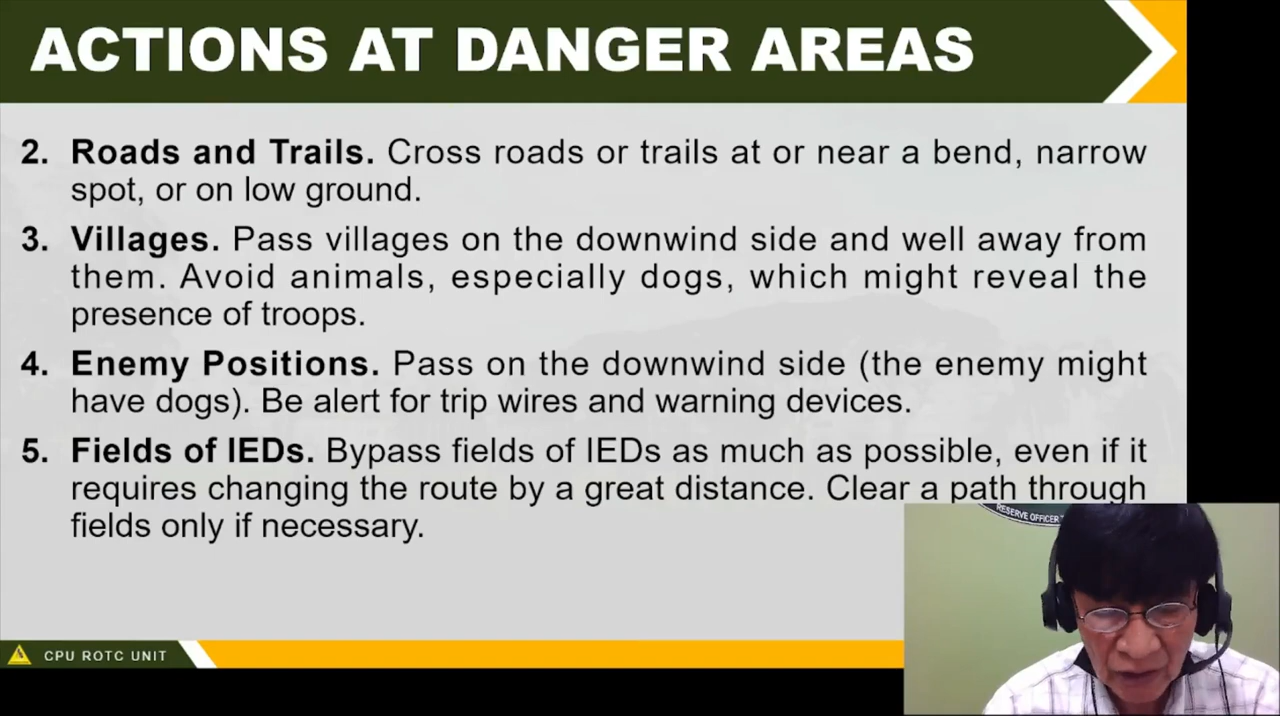 ACTIONS AT DANGER AREAS
2. Roads and Trails. Cross roads or trails at or near a bend, narrow
spot, or on low ground.
3. Villages. Pass villages on the downwind side and well away from
them. Avoid animals, especially dogs, which might reveal the
presence of troops.
4. Enemy Positions. Pass on the downwind side (the enemy might
have dogs). Be alert for trip wires and warning devices.
5. Fields of IEDs. Bypass fields of IEDs as much as possible, even if it
requires changing the route by a great distance. Clear a path through
fields only if necessary.
RESERVE OFFICER
CPU ROTC UNIT